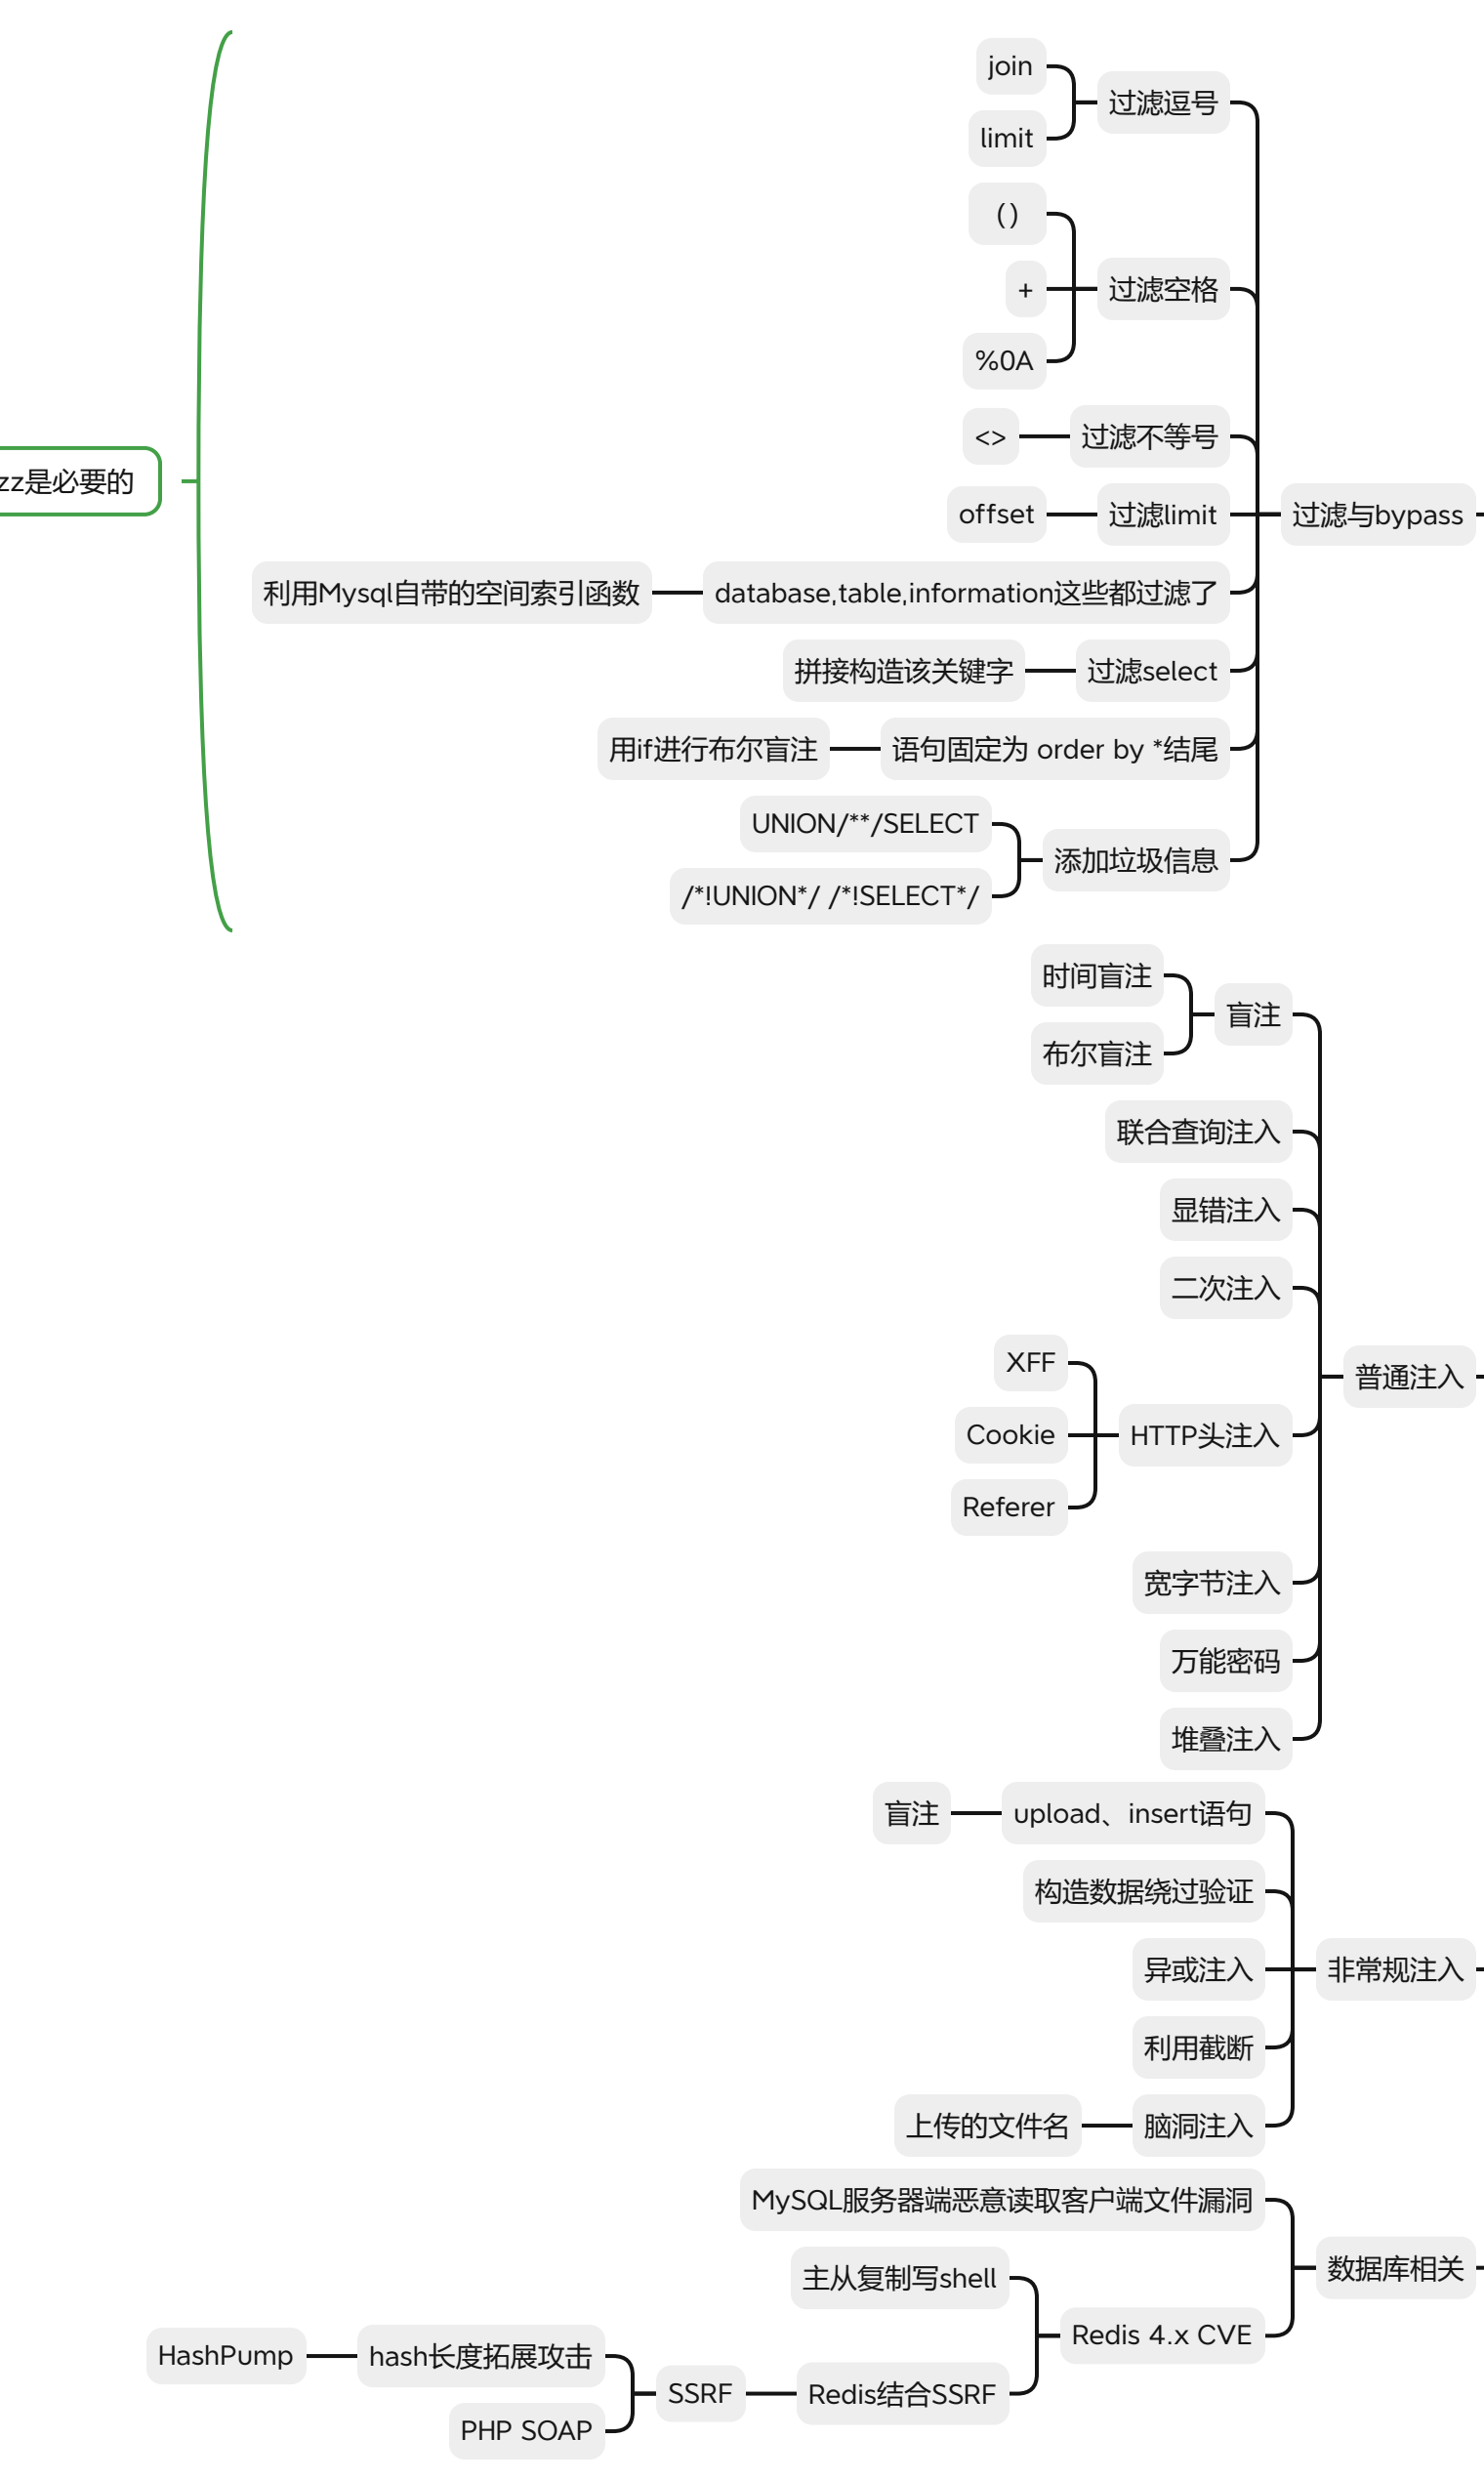 join
过滤逗号
limit
()
+
过滤空格
%0A
<>
过滤不等号
zz是必要的
offset
过滤limit
过滤与bypass
利用Mysql自带的空间索引函数
database,table,information这些都过滤了
拼接构造该关键字
过滤select
用if进行布尔盲注
语句固定为 order by *结尾
UNION/**/SELECT
添加垃圾信息
/*!UNION*/ /*!SELECT*/
时间盲注
盲注
布尔盲注
联合查询注入
显错注入
二次注入
XFF
普通注入
Cookie
HTTP头注入
Referer
宽字节注入
万能密码
堆叠注入
盲注
upload、insert语句
构造数据绕过验证
异或注入
非常规注入
利用截断
上传的文件名
脑洞注入
MySQL服务器端恶意读取客户端文件漏洞
数据库相关
主从复制写shell
Redis 4.x CVE
HashPump
hash长度拓展攻击
SSRF
Redis结合SSRF
PHP SOAP